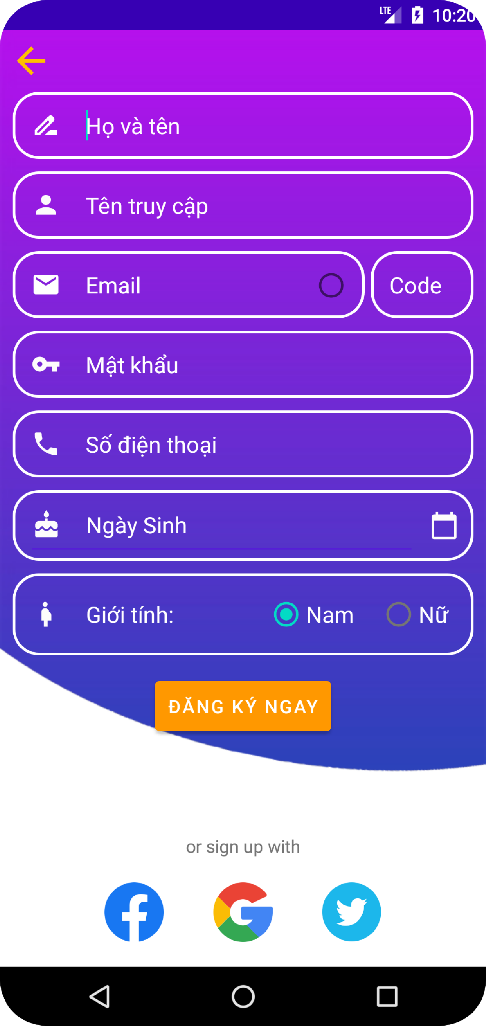 LTE 10:20
Họ và tên
Tên truy cập
Email Code
Mật khẩu
Số điện thoại
Ngày Sinh
Giới tính: Nam Nữ
ĐĂNG KÝ NGAY
or sign up with